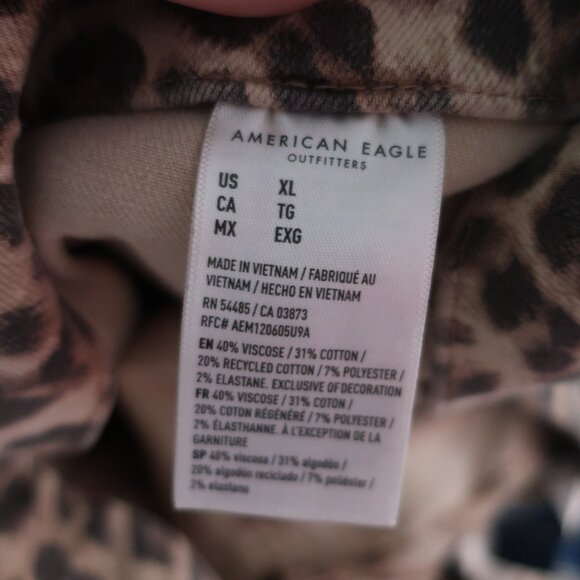 AMERICAN EAGLE
OUTFITTERS
US XL
CA TG
MX EXG
MADE IN VIETNAM / FABRIQUÉ AU
VIETNAM / HECHO EN VIETNAM
RN 54485 / CA 03873
RFC# AEM120605U9A
EN 40% VISCOSE / 31% COTTON /
20% RECYCLED COTTON / 7% POLYESTER /
2% ELASTANE. EXCLUSIVE OF DECORATION
FR 40% VISCOSE / 31% COTON /
20% COTON RÉGÉNÉRÉ / 7% POLYESTER /
2% ÉLASTHANNE. À L'EXCEPTION DE LA
GARNITURE
SP 40% viscosa / 31% algodón /
20% algodón reciclado / 7% poliéster /
2% elastano